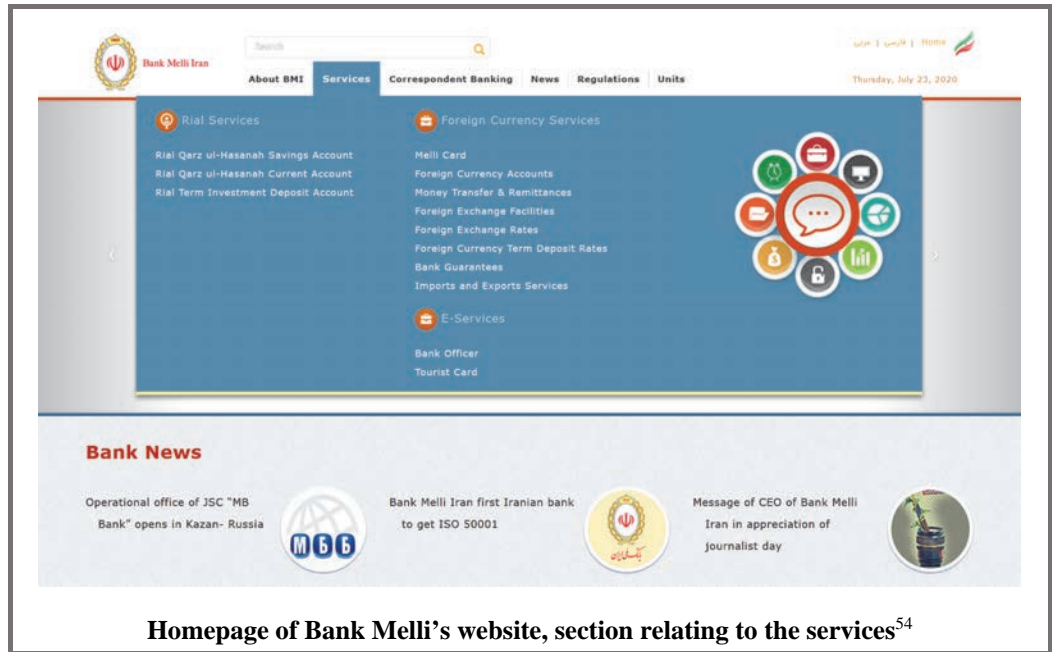 Search
عربی | فارسی | Home
Bank Melli Iran
About BMI Services Correspondent Banking News Regulations Units
Thursday, July 23, 2020
Rial Services
Rial Qarz ul-Hasanah Savings Account
Rial Qarz ul-Hasanah Current Account
Rial Term Investment Deposit Account
Foreign Currency Services
Melli Card
Foreign Currency Accounts
Money Transfer & Remittances
Foreign Exchange Facilities
Foreign Exchange Rates
Foreign Currency Term Deposit Rates
Bank Guarantees
Imports and Exports Services
E-Services
Bank Officer
Tourist Card
Bank News
Operational office of JSC "MB
Bank" opens in Kazan- Russia
МББ
Bank Melli Iran first Iranian bank
to get ISO 50001
بانک ملی ایران
Message of CEO of Bank Melli
Iran in appreciation of
journalist day
Homepage of Bank Melli’s website, section relating to the services54